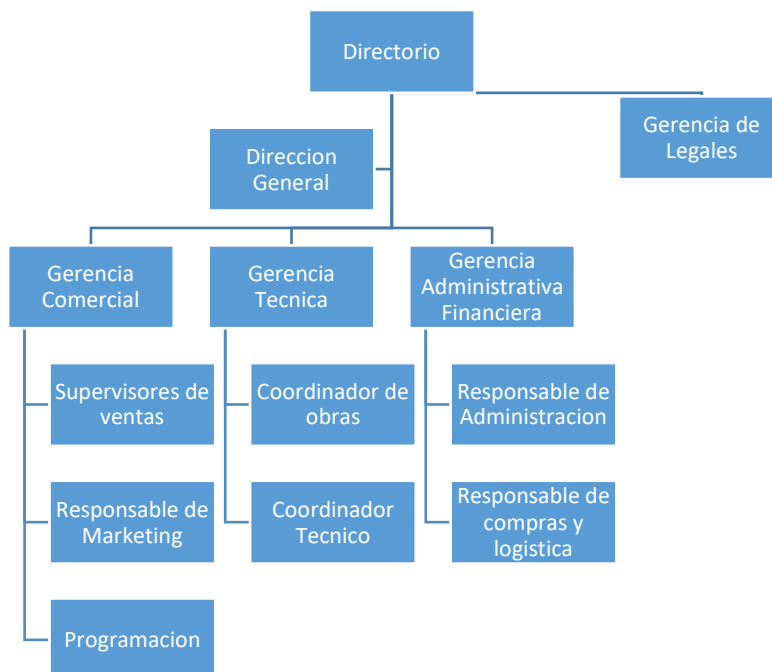 Directorio
Gerencia de
Legales
Direccion
General
Gerencia
Comercial
Gerencia
Tecnica
Gerencia
Administrativa
Financiera
Supervisores de
ventas
Coordinador de
obras
Responsable de
Administracion
Responsable de
Marketing
Coordinador
Tecnico
Responsable de
compras y
logistica
Programacion